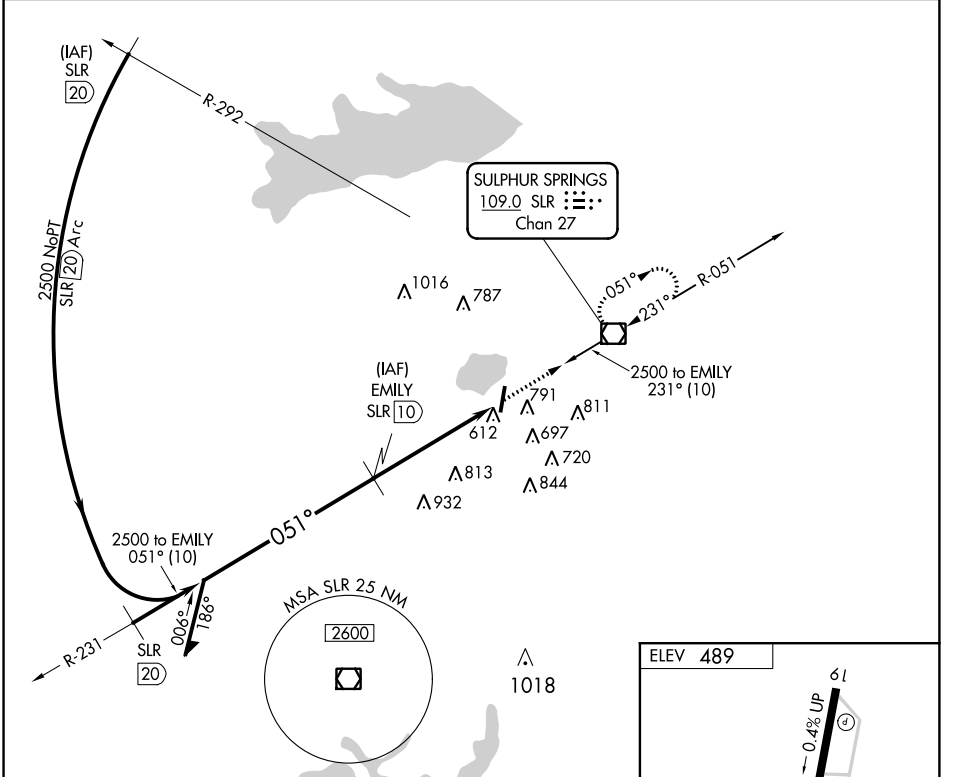 (IAF)
SLR
20
R-292
2500 NoPT
SLR 20 Arc
SULPHUR SPRINGS
109.0 SLR
Chan 27
051°
R-051
231°
1016
787
(IAF)
EMILY
SLR 10
2500 to EMILY
231° (10)
791
811
612
697
720
813
844
932
051°
2500 to EMILY
051° (10)
006°
186°
R-231
SLR
20
MSA SLR 25 NM
2600
1018
ELEV 489
19
0.4% UP
P